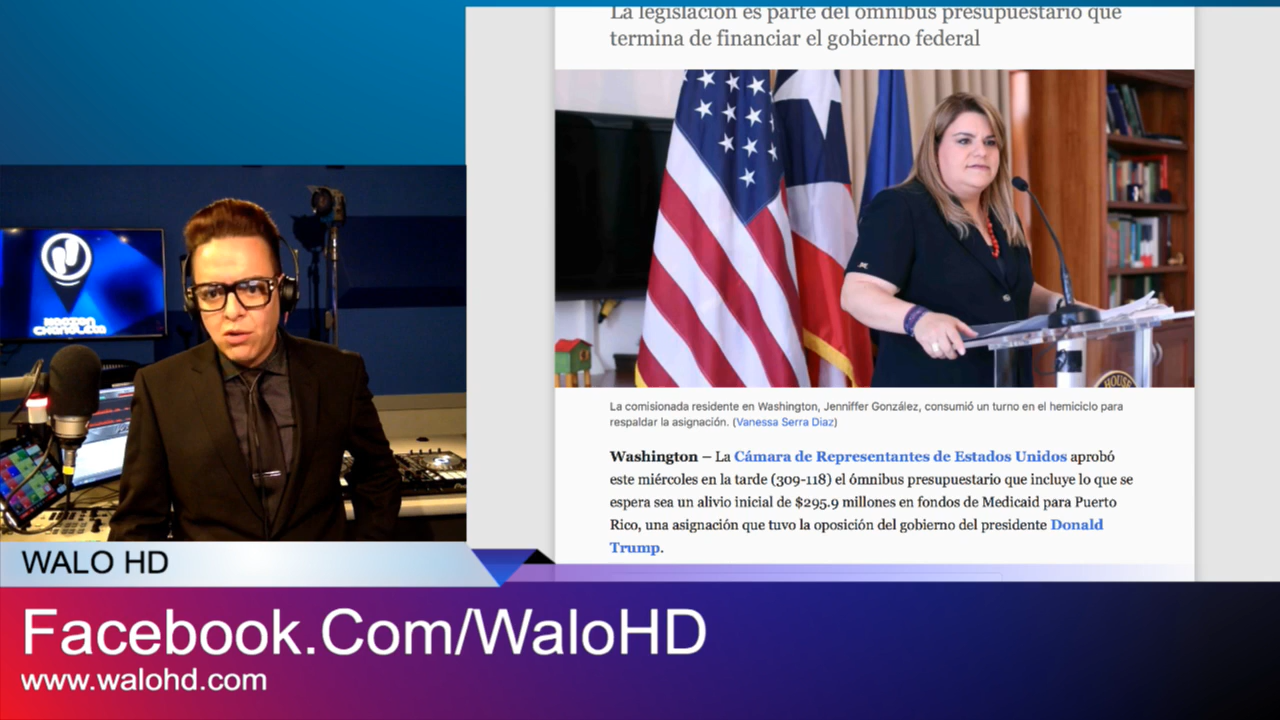 La legislación es parte del ómnibus presupuestario que
termina de financiar el gobierno federal
HOUSE
La comisionada residente en Washington, Jenniffer González, consumió un turno en el hemiciclo para
respaldar la asignación. (Vanessa Serra Diaz)
Washington – La Cámara de Representantes de Estados Unidos aprobó
este miércoles en la tarde (309-118) el ómnibus presupuestario que incluye lo que se
espera sea un alivio inicial de $295.9 millones en fondos de Medicaid para Puerto
Rico, una asignación que tuvo la oposición del gobierno del presidente Donald
Trump.
WALO HD
Facebook.Com/WaloHD
www.walohd.com